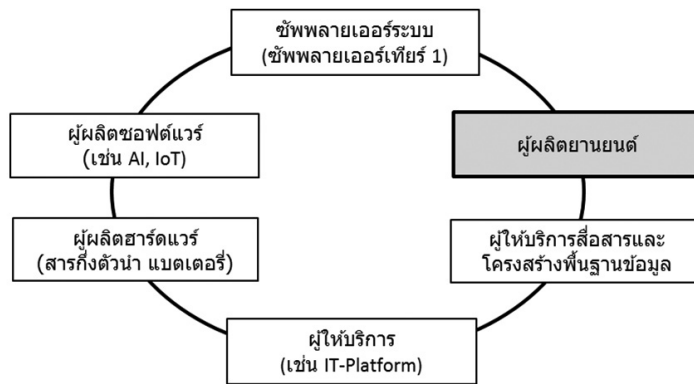 ซัพพลายเออร์ระบบ
(ซัพพลายเออร์เทียร์ 1)
ผู้ผลิตซอฟต์แวร์
(เช่น AI, IoT)
ผู้ผลิตยานยนต์
ผู้ผลิตฮาร์ดแวร์
(สารกึ่งตัวนำ แบตเตอรี่)
ผู้ให้บริการสื่อสารและ
โครงสร้างพื้นฐานข้อมูล
ผู้ให้บริการ
(เช่น IT-Platform)